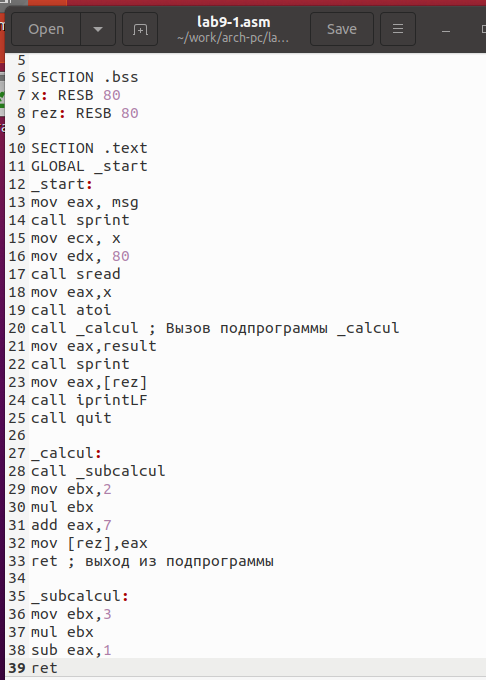 lab9-1.asm
Open
~/work/arch-pc/la...
Save
5
6 SECTION .bss
7 x: RESB 80
8 rez: RESB 80
9
10 SECTION .text
11 GLOBAL _start
12 _start:
13 mov eax, msg
14 call sprint
15 mov ecx, x
16 mov edx, 80
17 call sread
18 mov eax,x
19 call atoi
20 call _calcul ; Вызов подпрограммы _calcul
21 mov eax,result
22 call sprint
23 mov eax,[rez]
24 call iprintLF
25 call quit
26
27 _calcul:
28 call _subcalcul
29 mov ebx,2
30 mul ebx
31 add eax,7
32 mov [rez],eax
33 ret ; выход из подпрограммы
34
35 _subcalcul:
36 mov ebx,3
37 mul ebx
38 sub eax,1
39 ret